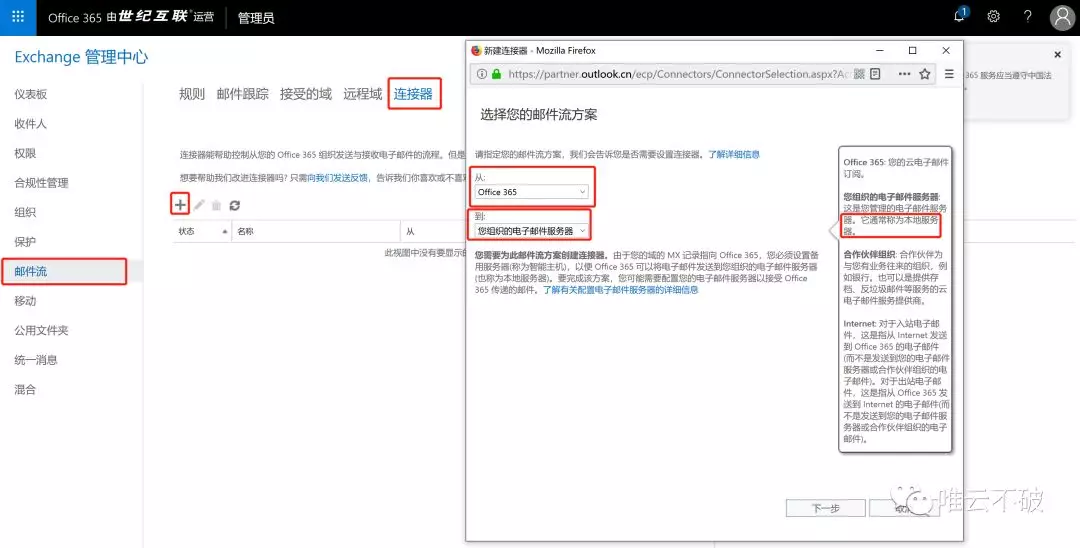 Office 365 由世纪互联运营 管理员
1
?
Exchange 管理中心
仪表板
收件人
权限
合规性管理
组织
保护
邮件流
移动
公用文件夹
统一消息
混合
规则 邮件跟踪 接受的域 远程域 连接器
连接器能帮助控制从您的 Office 365 组织发送与接收电子邮件的流程。但是
想要帮助我们改进连接器吗? 只需向我们发送反馈，告诉我们你喜欢或不喜
状态 名称 从
此视图中没有要显示的
365 服务应当遵守中国法
新建连接器 - Mozilla Firefox
https://partner.outlook.cn/ecp/Connectors/ConnectorSelection.aspx?Ac
选择您的邮件流方案
请指定您的邮件流方案，我们会告诉您是否需要设置连接器。了解详细信息
从:
Office 365
到:
您组织的电子邮件服务器
您需要为此邮件流方案创建连接器。由于您的域的 MX 记录指向 Office 365，您必须设置备
用服务器(称为智能主机)，以便 Office 365 可以将电子邮件发送到您组织的电子邮件服务器
(也称为本地服务器)。要完成该方案，您可能需要配置您的电子邮件服务器以接受 Office
365 传递的邮件。了解有关配置电子邮件服务器的详细信息
Office 365: 您的云电子邮件
订阅。
您组织的电子邮件服务器:
这是您管理的电子邮件服务
器。它通常称为本地服务
器。
合作伙伴组织: 合作伙伴为
与您有业务往来的组织，例
如银行。也可以是提供存
档、反垃圾邮件等服务的云
电子邮件服务提供商。
Internet: 对于入站电子邮
件，这是指从 Internet 发送
到 Office 365 的电子邮件
(而不是发送到您的电子邮件
服务器或合作伙伴组织的电
子邮件)。对于出站电子邮
件，这是指从 Office 365 发
送到 Internet 的电子邮件(而
不是发送到您的电子邮件服
务器或合作伙伴组织的电子
邮件)。
下一步
唯云不破